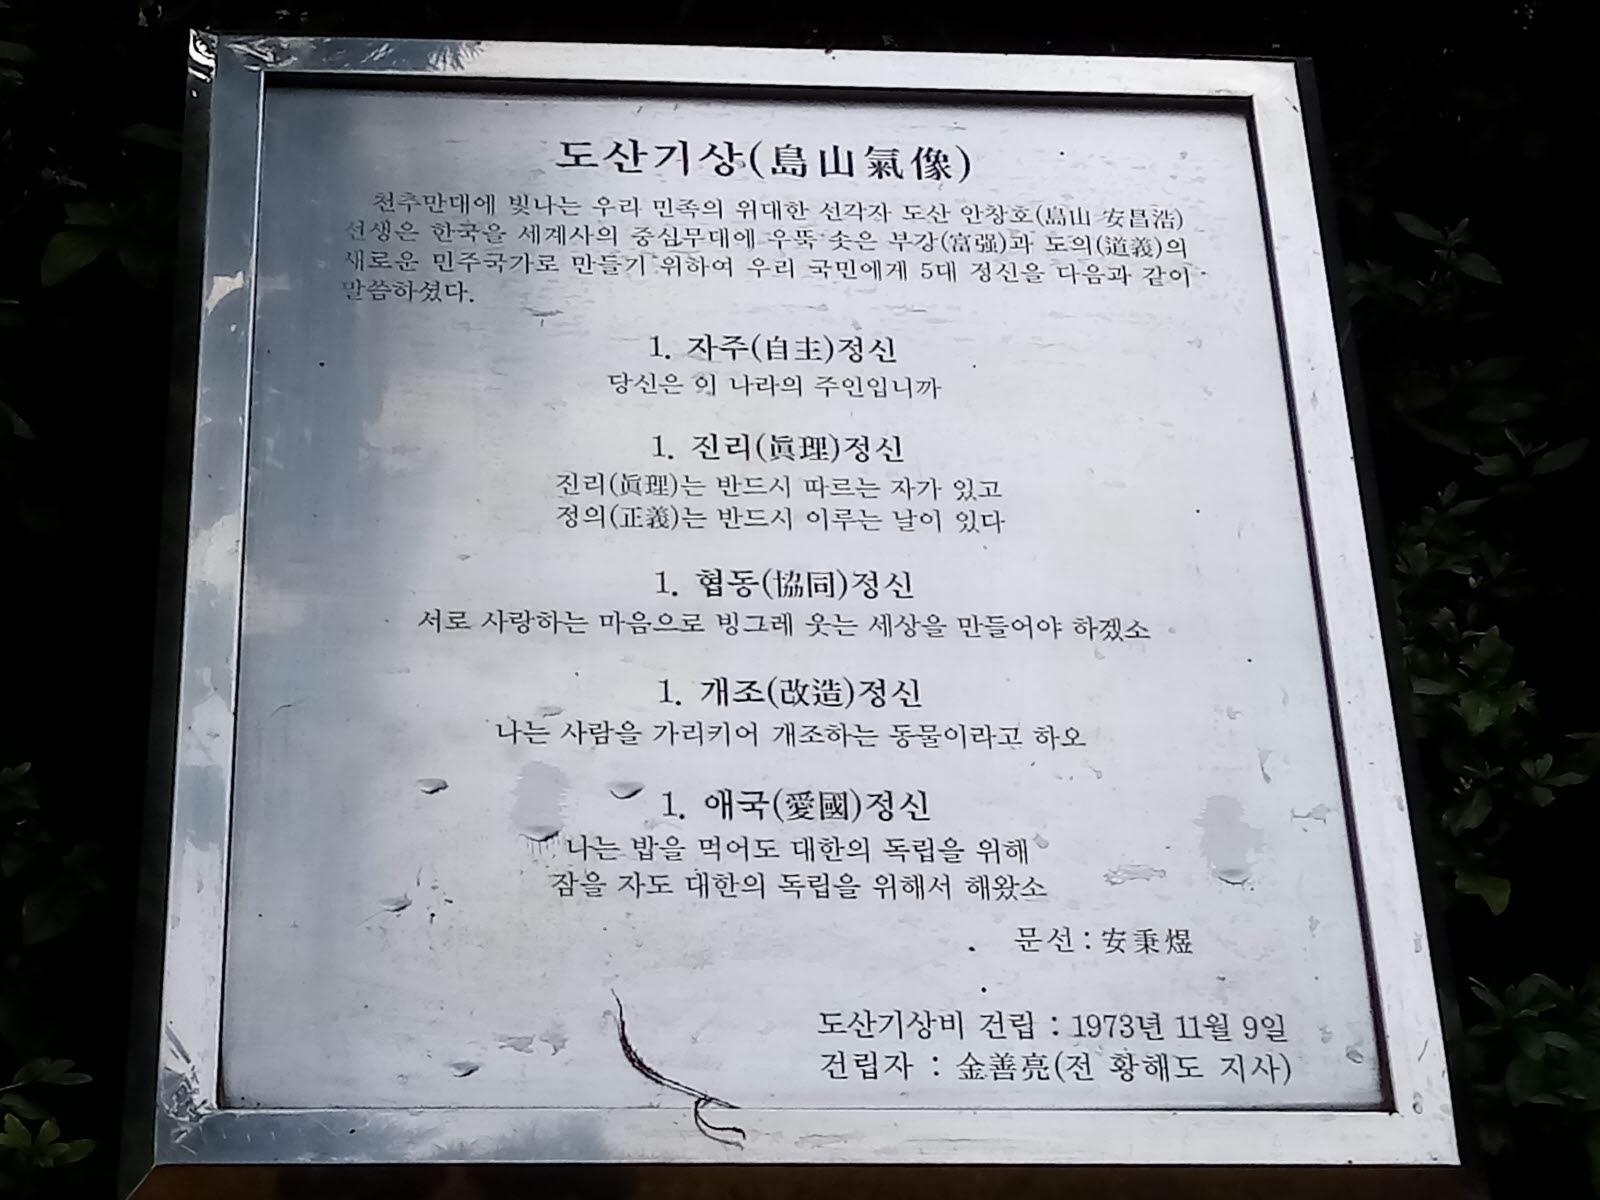 도산기상(島山氣像)
천추만대에 빛나는 우리 민족의 위대한 선각자 도산 안창호(島山 安昌浩)
선생은 한국을 세계사의 중심무대에 우뚝 솟은 부강(富强)과 도의(道義)의
새로운 민주국가로 만들기 위하여 우리 국민에게 5대 정신을 다음과 같이
말씀하셨다.
1. 자주(自主)정신
당신은 이 나라의 주인입니까
1. 진리(眞理)정신
진리(眞理)는 반드시 따르는 자가 있고
정의(正義)는 반드시 이루는 날이 있다
1. 협동(協同)정신
서로 사랑하는 마음으로 빙그레 웃는 세상을 만들어야 하겠소
1. 개조(改造)정신
나는 사람을 가리키어 개조하는 동물이라고 하오
1. 애국(愛國)정신
나는 밥을 먹어도 대한의 독립을 위해
잠을 자도 대한의 독립을 위해서 해왔소
문선 : 安秉煜
도산기상비 건립 : 1973년 11월 9일
건립자 : 金善亮(전 황해도 지사)